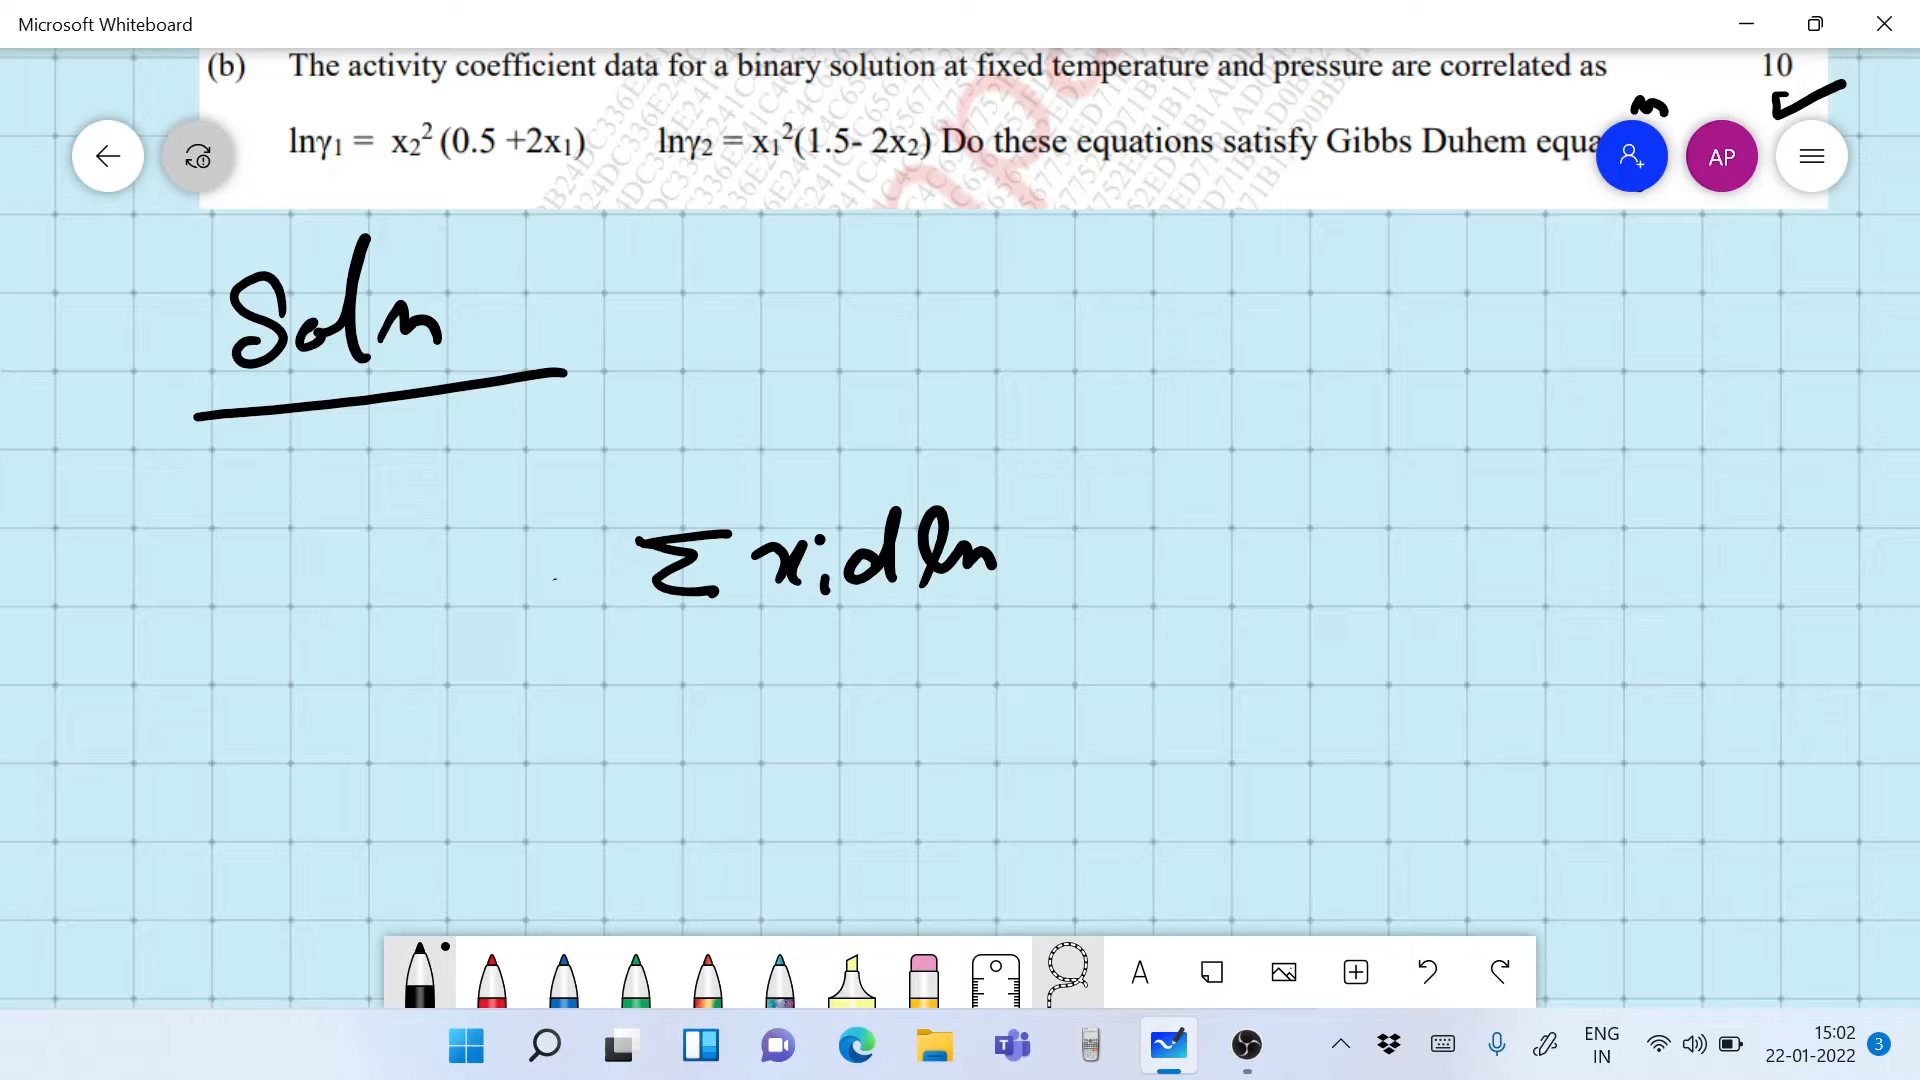 Microsoft Whiteboard
(b) The activity coefficient data for a binary solution at fixed temperature and pressure are correlated as 10
lnγ₁ = x₂² (0.5 +2x₁) lnγ₂ = x₁²(1.5- 2x₂) Do these equations satisfy Gibbs Duhem equa
AP
Soln
Σ xᵢ d ln
A
T
ENG
IN
15:02
22-01-2022
3